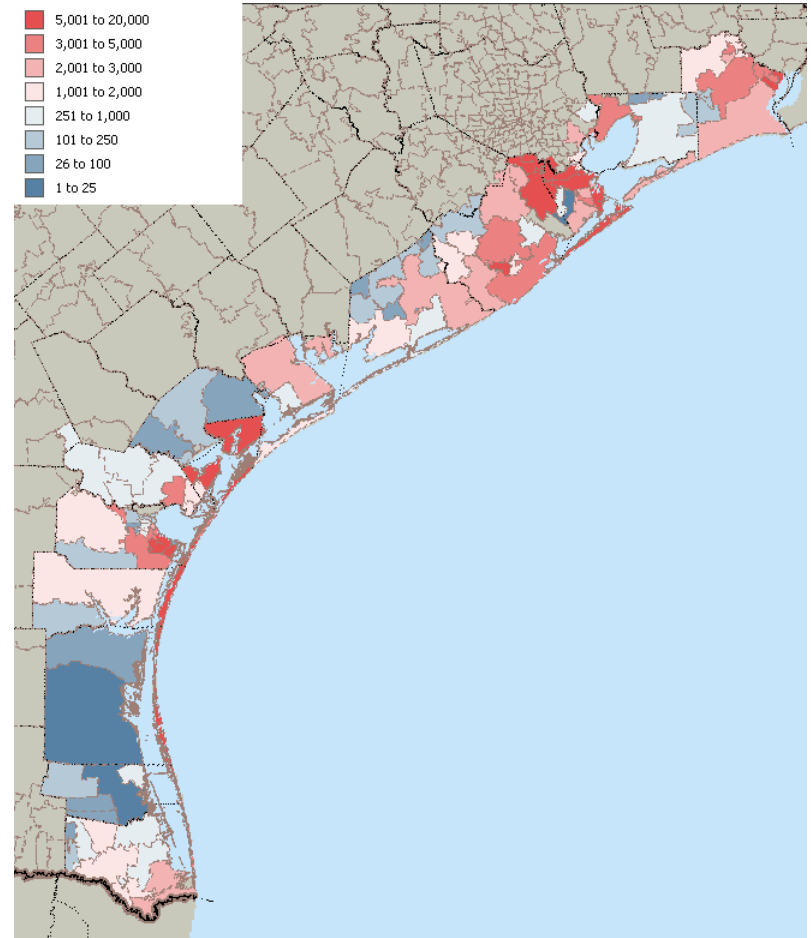 5,001 to 20,000
3,001 to 5,000
2,001 to 3,000
1,001 to 2,000
251 to 1,000
101 to 250
26 to 100
1 to 25